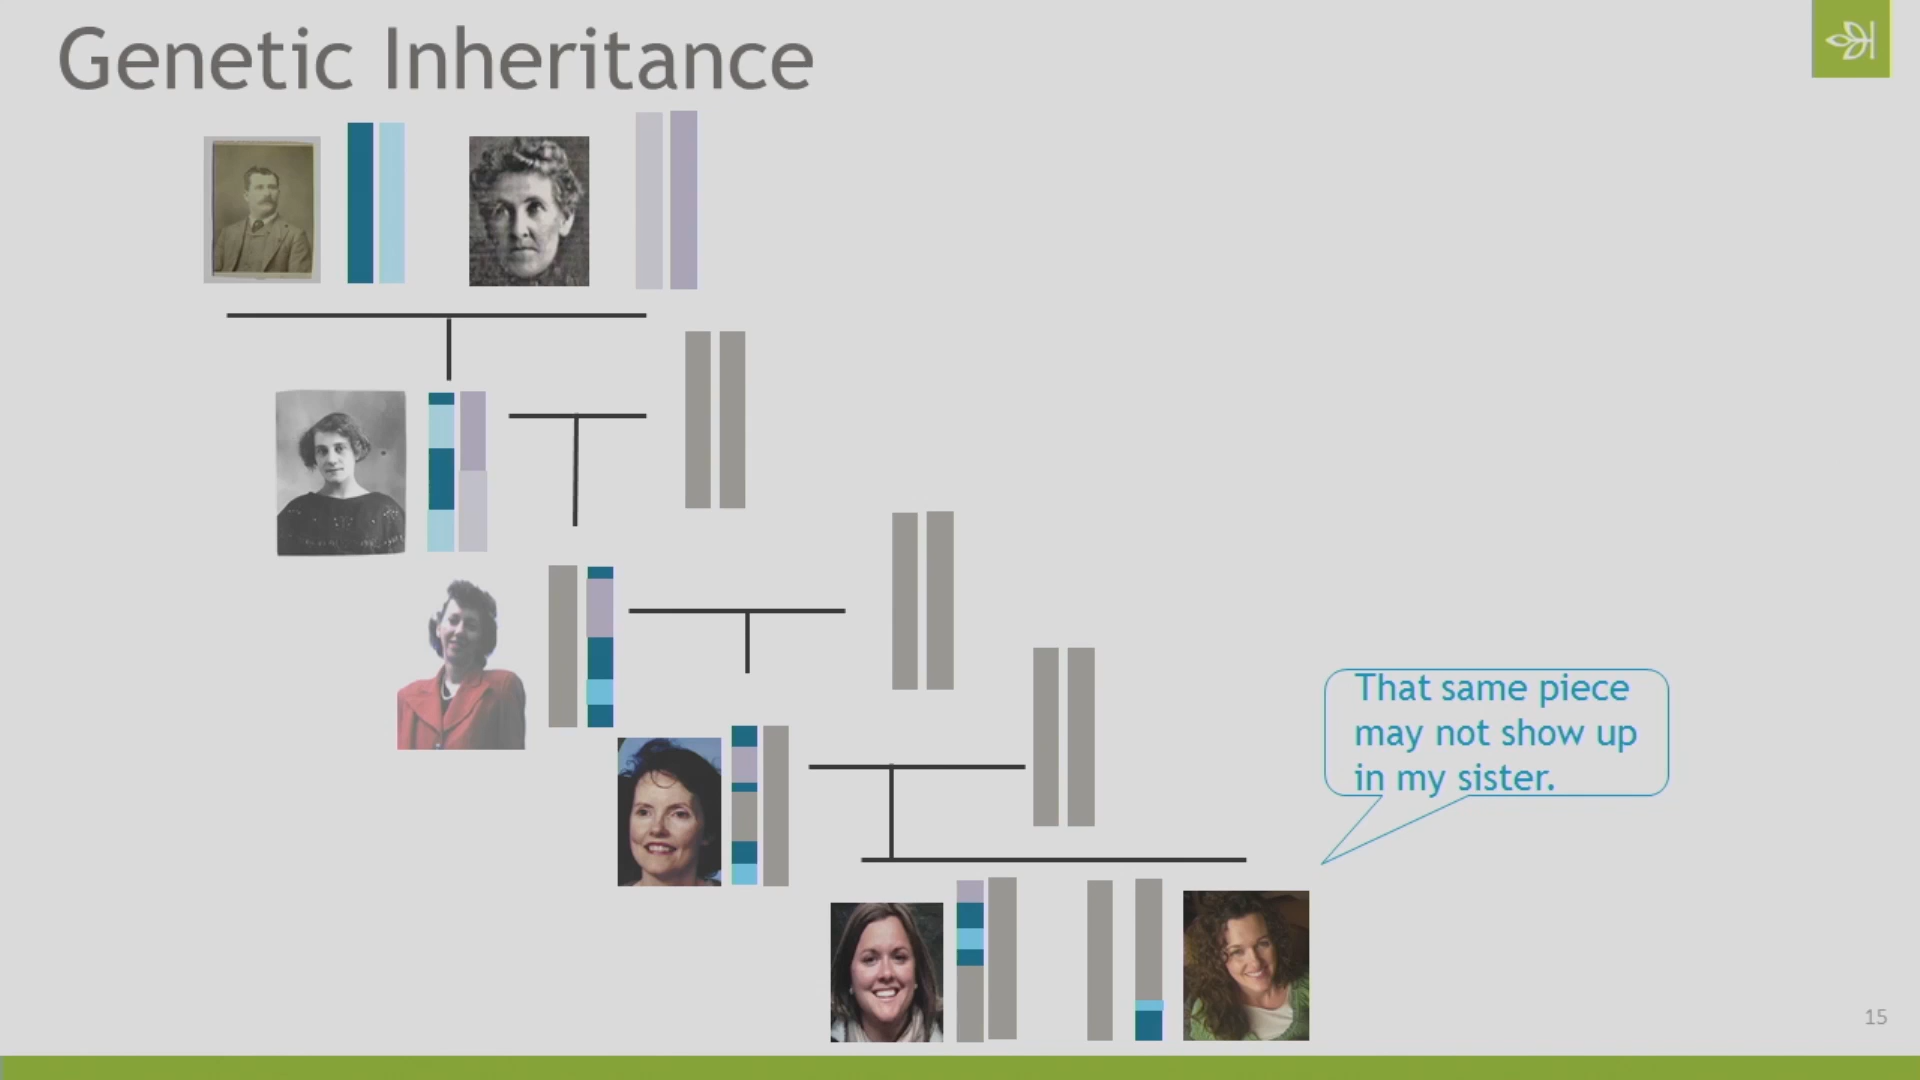 Genetic Inheritance
That same piece
may not show up
in my sister.
15